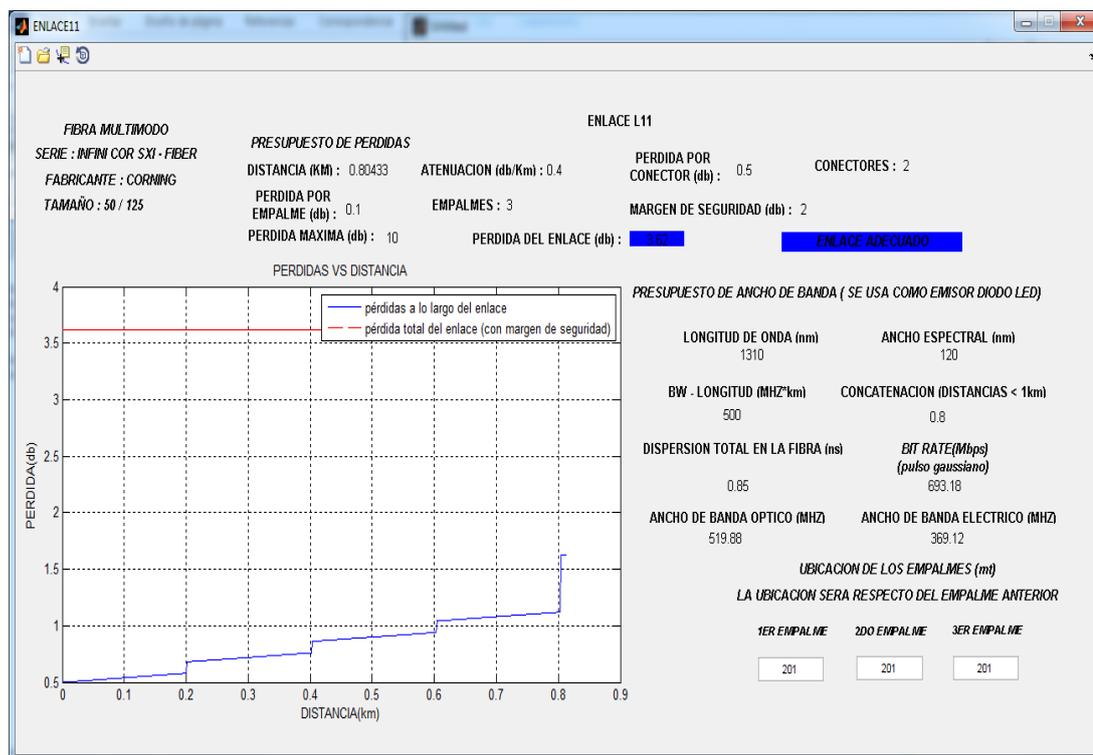 ENLACE11
ENLACE L11
FIBRA MULTIMODO
SERIE : INFINI COR SXI - FIBER
FABRICANTE : CORNING
TAMAÑO : 50 / 125
PRESUPUESTO DE PERDIDAS
DISTANCIA (KM) : 0.80433
ATENUACION (db/Km) : 0.4
PERDIDA POR
CONECTOR (db) : 0.5
CONECTORES : 2
PERDIDA POR
EMPALME (db) : 0.1
EMPALMES : 3
MARGEN DE SEGURIDAD (db) : 2
PERDIDA MAXIMA (db) : 10
PERDIDA DEL ENLACE (db) : 3.62
ENLACE ADECUADO
PERDIDAS VS DISTANCIA
pérdidas a lo largo del enlace
pérdida total del enlace (con margen de seguridad)
4
3.5
3
2.5
2
1.5
1
0.5
PERDIDA(db)
0 0.1 0.2 0.3 0.4 0.5 0.6 0.7 0.8 0.9
DISTANCIA(km)
PRESUPUESTO DE ANCHO DE BANDA ( SE USA COMO EMISOR DIODO LED)
LONGITUD DE ONDA (nm)
1310
ANCHO ESPECTRAL (nm)
120
BW - LONGITUD (MHZ*km)
500
CONCATENACION (DISTANCIAS < 1km)
0.8
DISPERSION TOTAL EN LA FIBRA (ns)
0.85
BIT RATE(Mbps)
(pulso gaussiano)
693.18
ANCHO DE BANDA OPTICO (MHZ)
519.88
ANCHO DE BANDA ELECTRICO (MHZ)
369.12
UBICACION DE LOS EMPALMES (mt)
LA UBICACION SERA RESPECTO DEL EMPALME ANTERIOR
1ER EMPALME 2DO EMPALME 3ER EMPALME
201 201 201